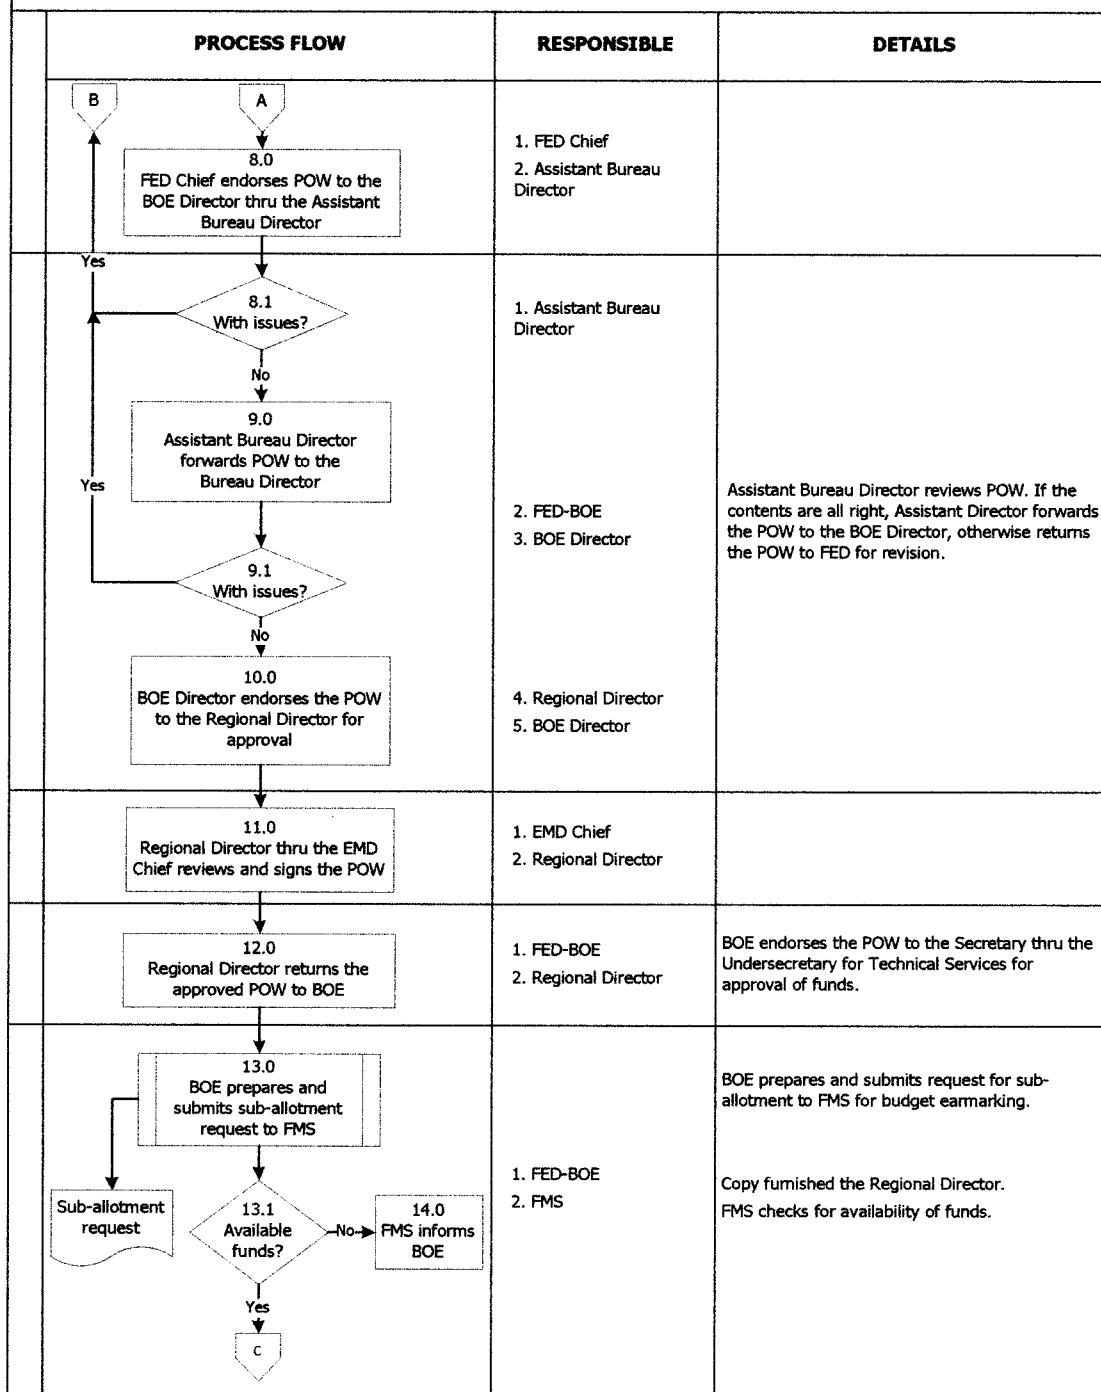 PROCESS FLOW
RESPONSIBLE
DETAILS
B
A
8.0
FED Chief endorses POW to the
BOE Director thru the Assistant
Bureau Director
1. FED Chief
2. Assistant Bureau
Director
Yes
8.1
With issues?
1. Assistant Bureau
Director
No
9.0
Assistant Bureau Director
forwards POW to the
Bureau Director
Yes
2. FED-BOE
3. BOE Director
Assistant Bureau Director reviews POW. If the
contents are all right, Assistant Director forwards
the POW to the BOE Director, otherwise returns
the POW to FED for revision.
9.1
With issues?
No
10.0
BOE Director endorses the POW
to the Regional Director for
approval
4. Regional Director
5. BOE Director
11.0
Regional Director thru the EMD
Chief reviews and signs the POW
1. EMD Chief
2. Regional Director
12.0
Regional Director returns the
approved POW to BOE
1. FED-BOE
2. Regional Director
BOE endorses the POW to the Secretary thru the
Undersecretary for Technical Services for
approval of funds.
13.0
BOE prepares and
submits sub-allotment
request to FMS
BOE prepares and submits request for sub-
allotment to FMS for budget earmarking.
Sub-allotment
request
13.1
Available
funds?
No
14.0
FMS informs
BOE
1. FED-BOE
2. FMS
Copy furnished the Regional Director.
FMS checks for availability of funds.
Yes
C